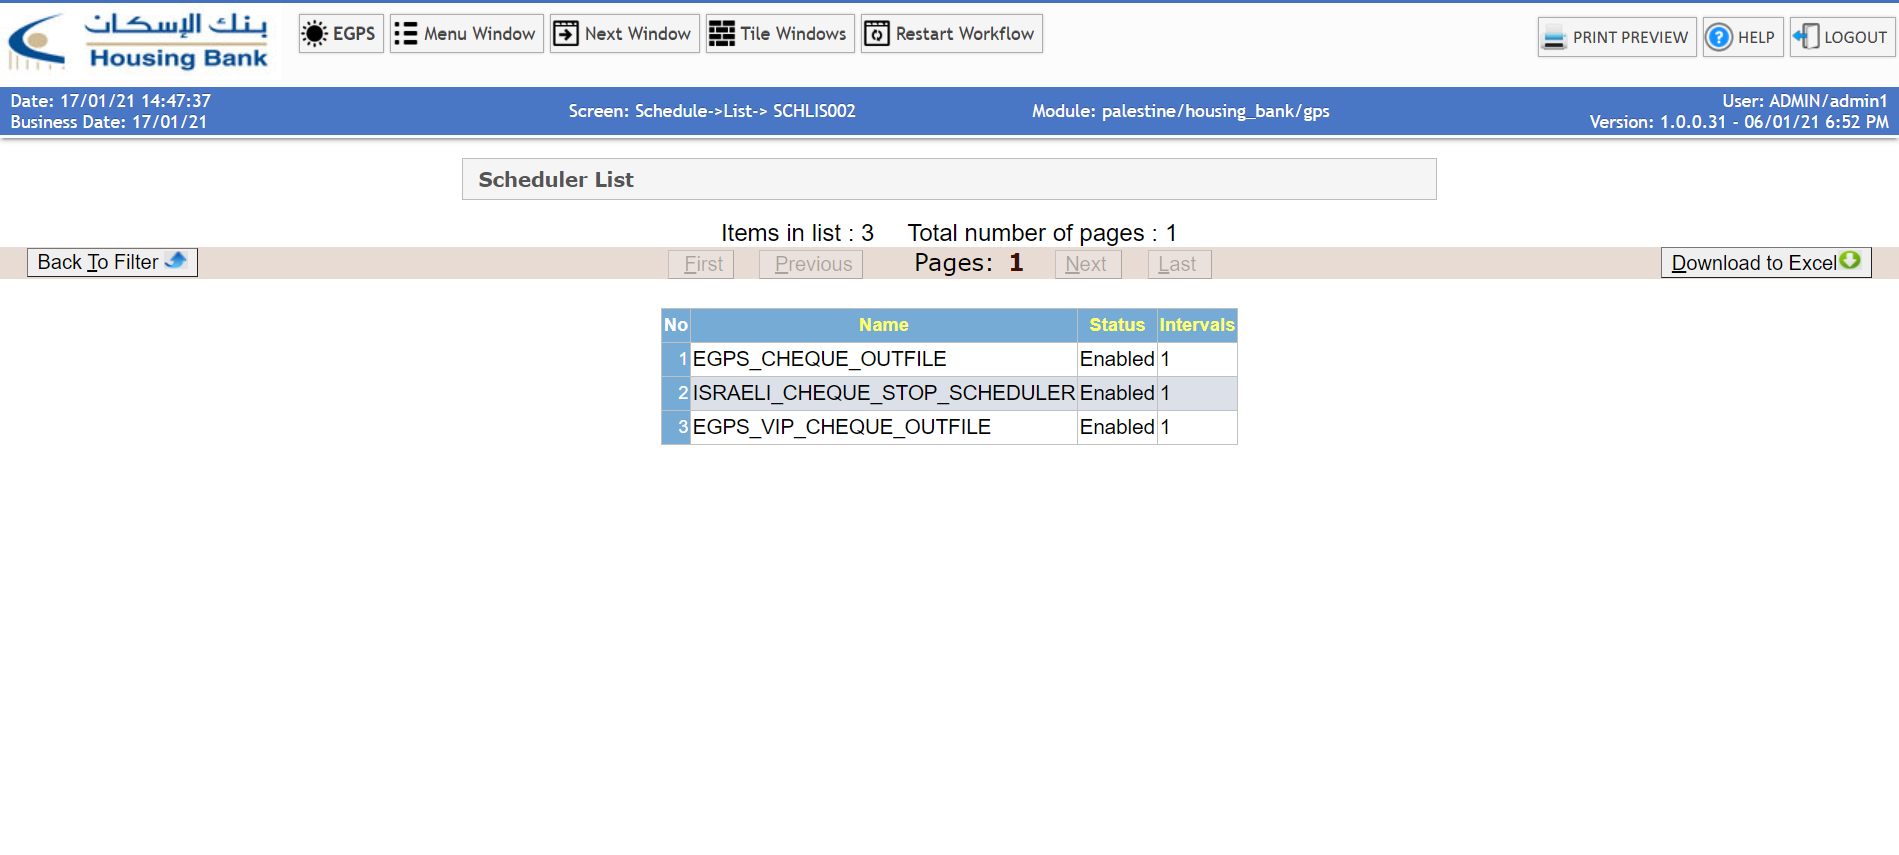 بنك الإسكان
Housing Bank
EGPS
Menu Window
Next Window
Tile Windows
Restart Workflow
PRINT PREVIEW
HELP
LOGOUT
Date: 17/01/21 14:47:37
Business Date: 17/01/21
Screen: Schedule->List-> SCHLIS002
Module: palestine/housing_bank/gps
User: ADMIN/admin1
Version: 1.0.0.31 - 06/01/21 6:52 PM
Scheduler List
Items in list : 3 Total number of pages : 1
Back To Filter
First Previous Pages: 1 Next Last
Download to Excel
No Name Status Intervals
1 EGPS_CHEQUE_OUTFILE Enabled 1
2 ISRAELI_CHEQUE_STOP_SCHEDULER Enabled 1
3 EGPS_VIP_CHEQUE_OUTFILE Enabled 1